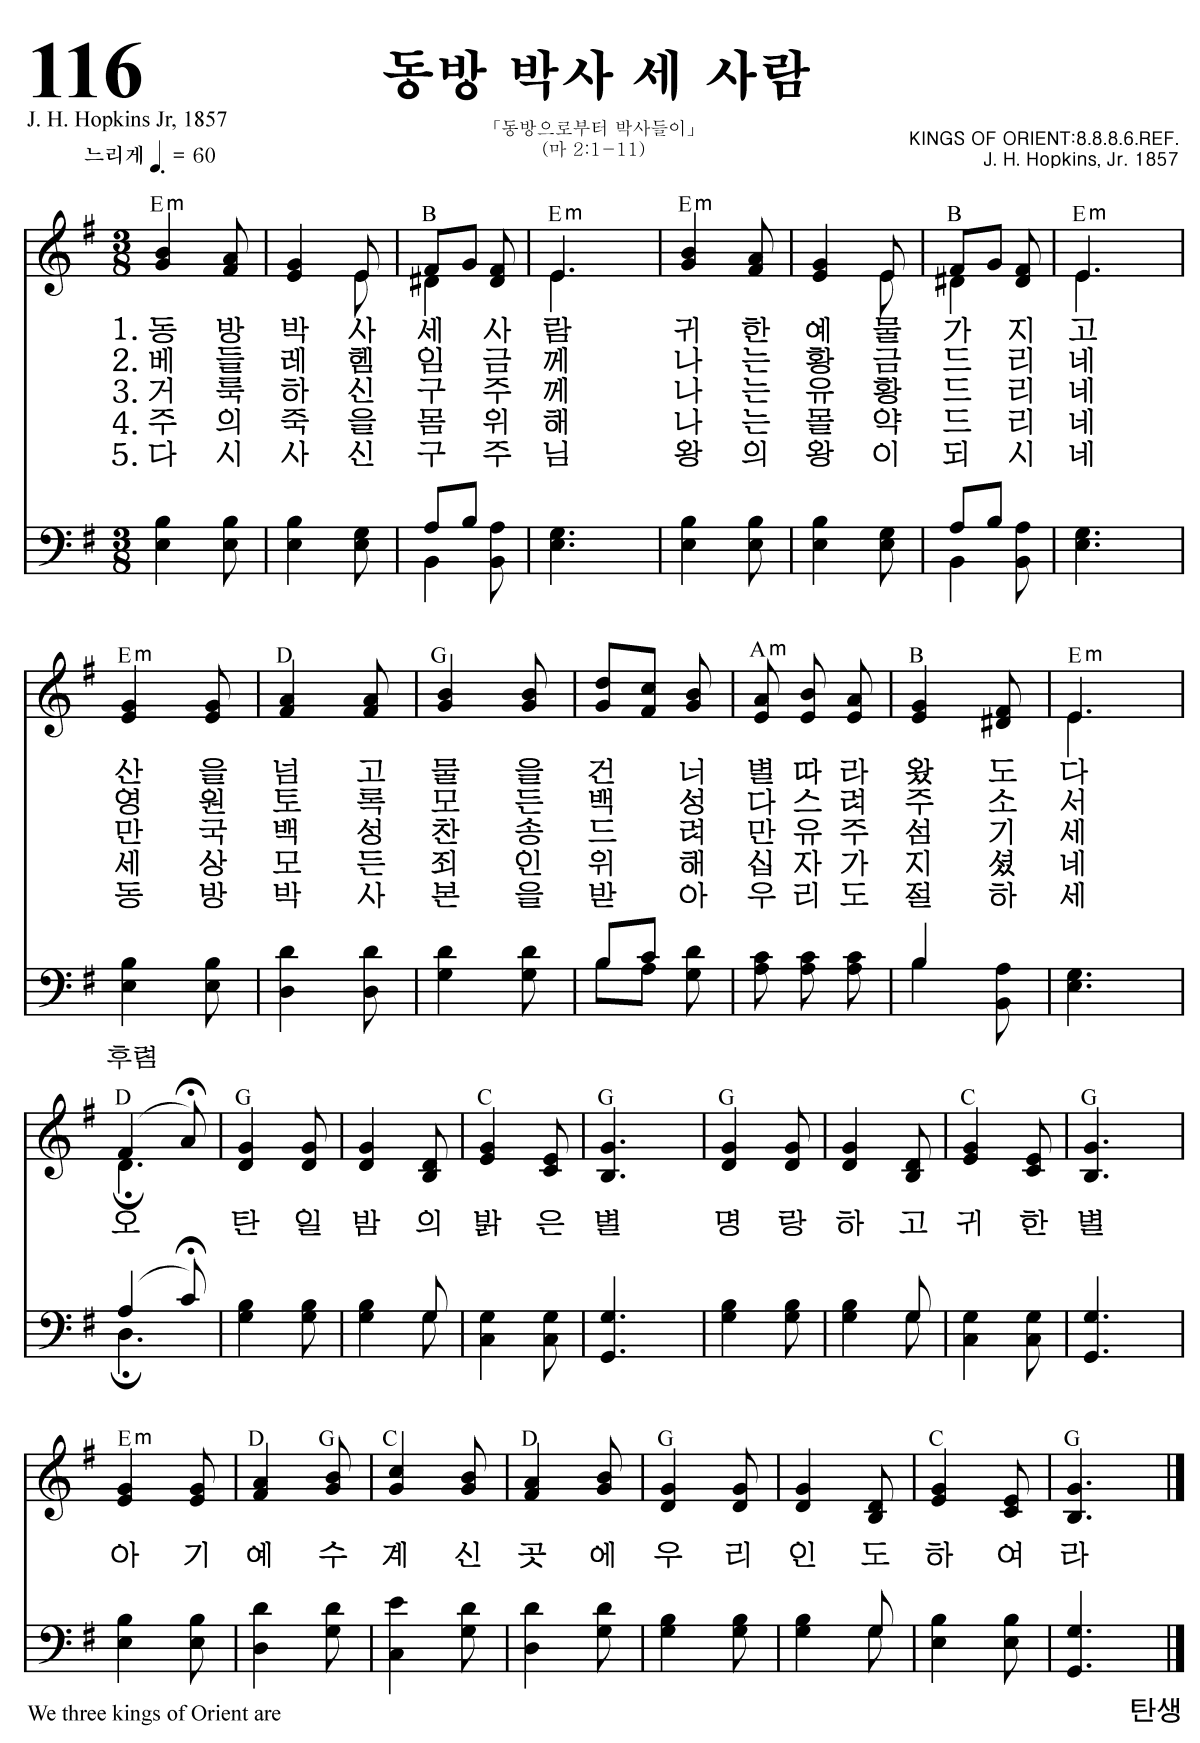 116
동방 박사 세 사람
J. H. Hopkins Jr, 1857
「동방으로부터 박사들이」
(마 2:1-11)
KINGS OF ORIENT:8.8.8.6.REF.
J. H. Hopkins, Jr. 1857
느리게 ♩. = 60
Em B Em Em B Em
3 8
1. 동 방 박 사 세 사 람 귀 한 예 물 가 지 고
2. 베 들 레 헴 임 금 께 나 는 황 금 드 리 네
3. 거 룩 하 신 구 주 께 나 는 유 황 드 리 네
4. 주 의 죽 을 몸 위 해 나 는 몰 약 드 리 네
5. 다 시 사 신 구 주 님 왕 의 왕 이 되 시 네
3 8
Em D G Am B Em
산 을 넘 고 물 을 건 너 별 따 라 왔 도 다
영 원 토 록 모 든 백 성 다 스 려 주 소 서
만 국 백 성 찬 송 드 려 만 유 주 섬 기 세
세 상 모 든 죄 인 위 해 십 자 가 지 셨 네
동 방 박 사 본 을 받 아 우 리 도 절 하 세
후렴
D G C G G C G
오 탄 일 밤 의 밝 은 별 명 랑 하 고 귀 한 별
Em D G C D G C G
아 기 예 수 계 신 곳 에 우 리 인 도 하 여 라
We three kings of Orient are
탄생